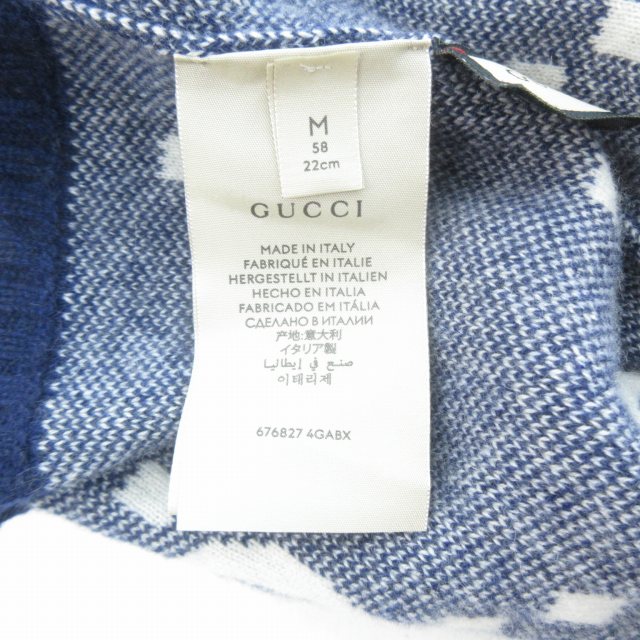 M
58
22cm
GUCCI
MADE IN ITALY
FABRIQUÉ EN ITALIE
HERGESTELLT IN ITALIEN
HECHO EN ITALIA
FABRICADO EM ITÁLIA
СДЕЛАНО В ИТАЛИИ
产地:意大利
イタリア製
صنع في إيطاليا
이태리제
676827 4GABX